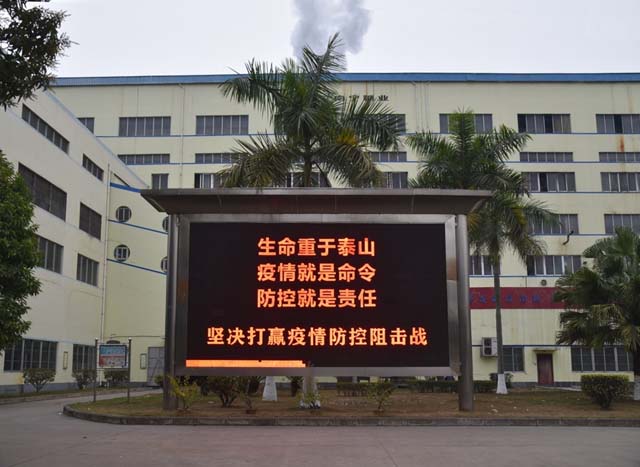 生命重于泰山
疫情就是命令
防控就是责任
坚决打赢疫情防控阻击战